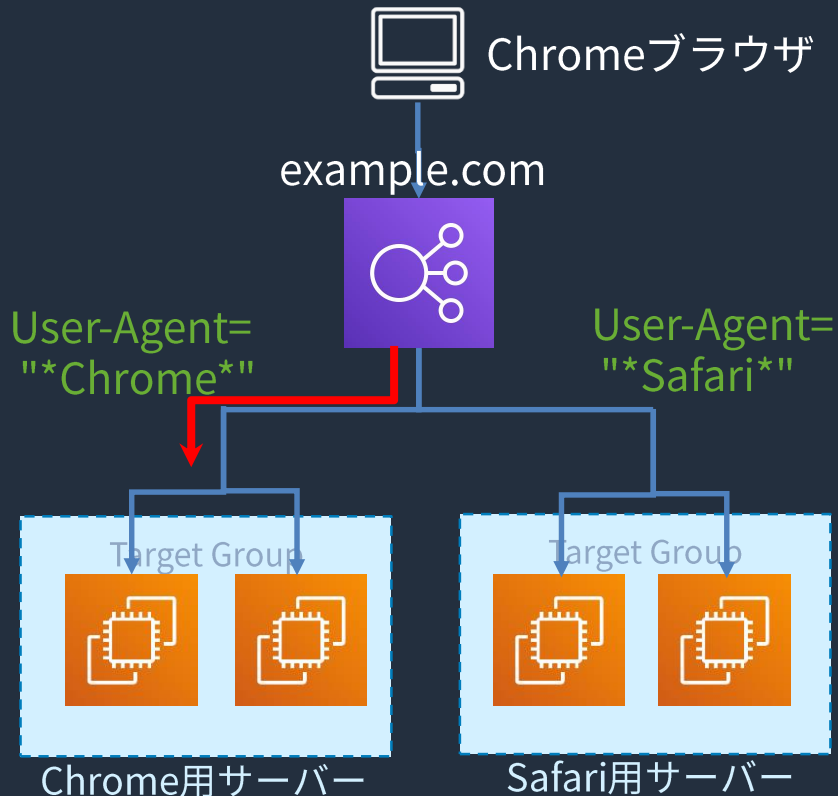 Chromeブラウザ
example.com
User-Agent=
"*Chrome*"
User-Agent=
"*Safari*"
Target Group
Target Group
Chrome用サーバー
Safari用サーバー